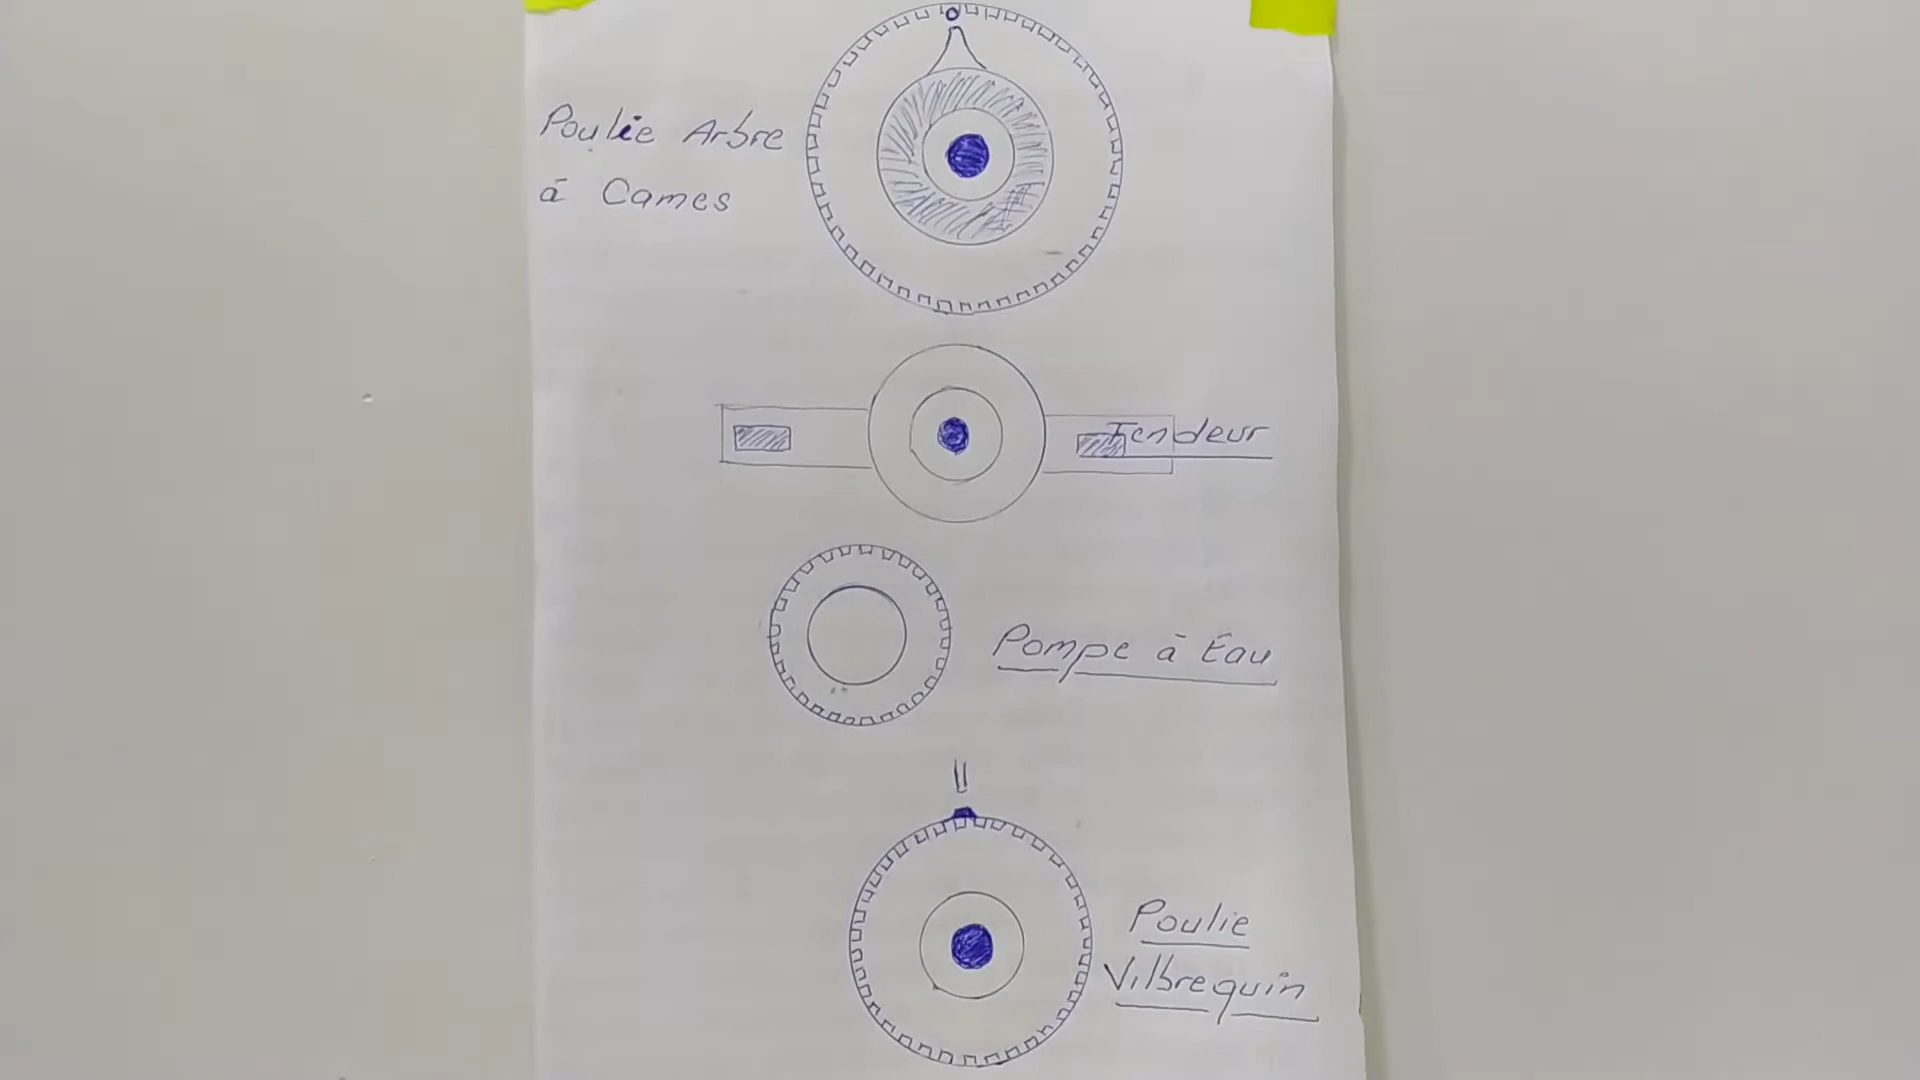 Poulie Arbre
à Cames
Tendeur
Pompe à Eau
Poulie
Vilbrequin